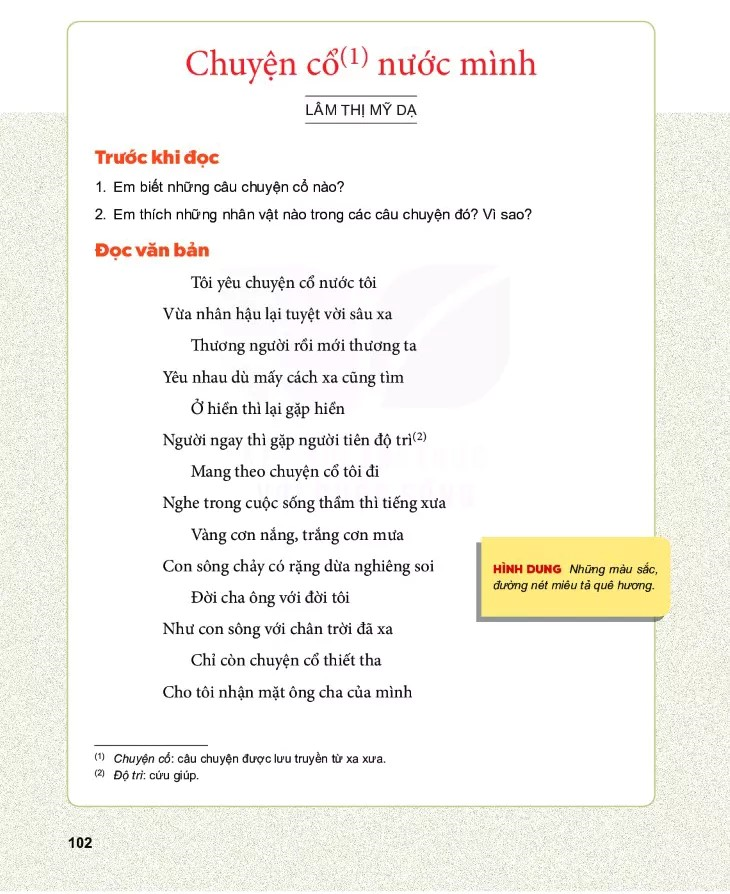 Chuyện cổ(1) nước mình
LÂM THỊ MỸ DẠ
Trước khi đọc
1. Em biết những câu chuyện cổ nào?
2. Em thích những nhân vật nào trong các câu chuyện đó? Vì sao?
Đọc văn bản
Tôi yêu chuyện cổ nước tôi
Vừa nhân hậu lại tuyệt vời sâu xa
Thương người rồi mới thương ta
Yêu nhau dù mấy cách xa cũng tìm
Ở hiền thì lại gặp hiền
Người ngay thì gặp người tiên độ trì(2)
Mang theo chuyện cổ tôi đi
Nghe trong cuộc sống thầm thì tiếng xưa
Vàng cơn nắng, trắng cơn mưa
Con sông chảy có rặng dừa nghiêng soi
Đời cha ông với đời tôi
Như con sông với chân trời đã xa
Chỉ còn chuyện cổ thiết tha
Cho tôi nhận mặt ông cha của mình
HÌNH DUNG Những màu sắc,
đường nét miêu tả quê hương.
(1) Chuyện cổ: câu chuyện được lưu truyền từ xa xưa.
(2) Độ trì: cứu giúp.
102